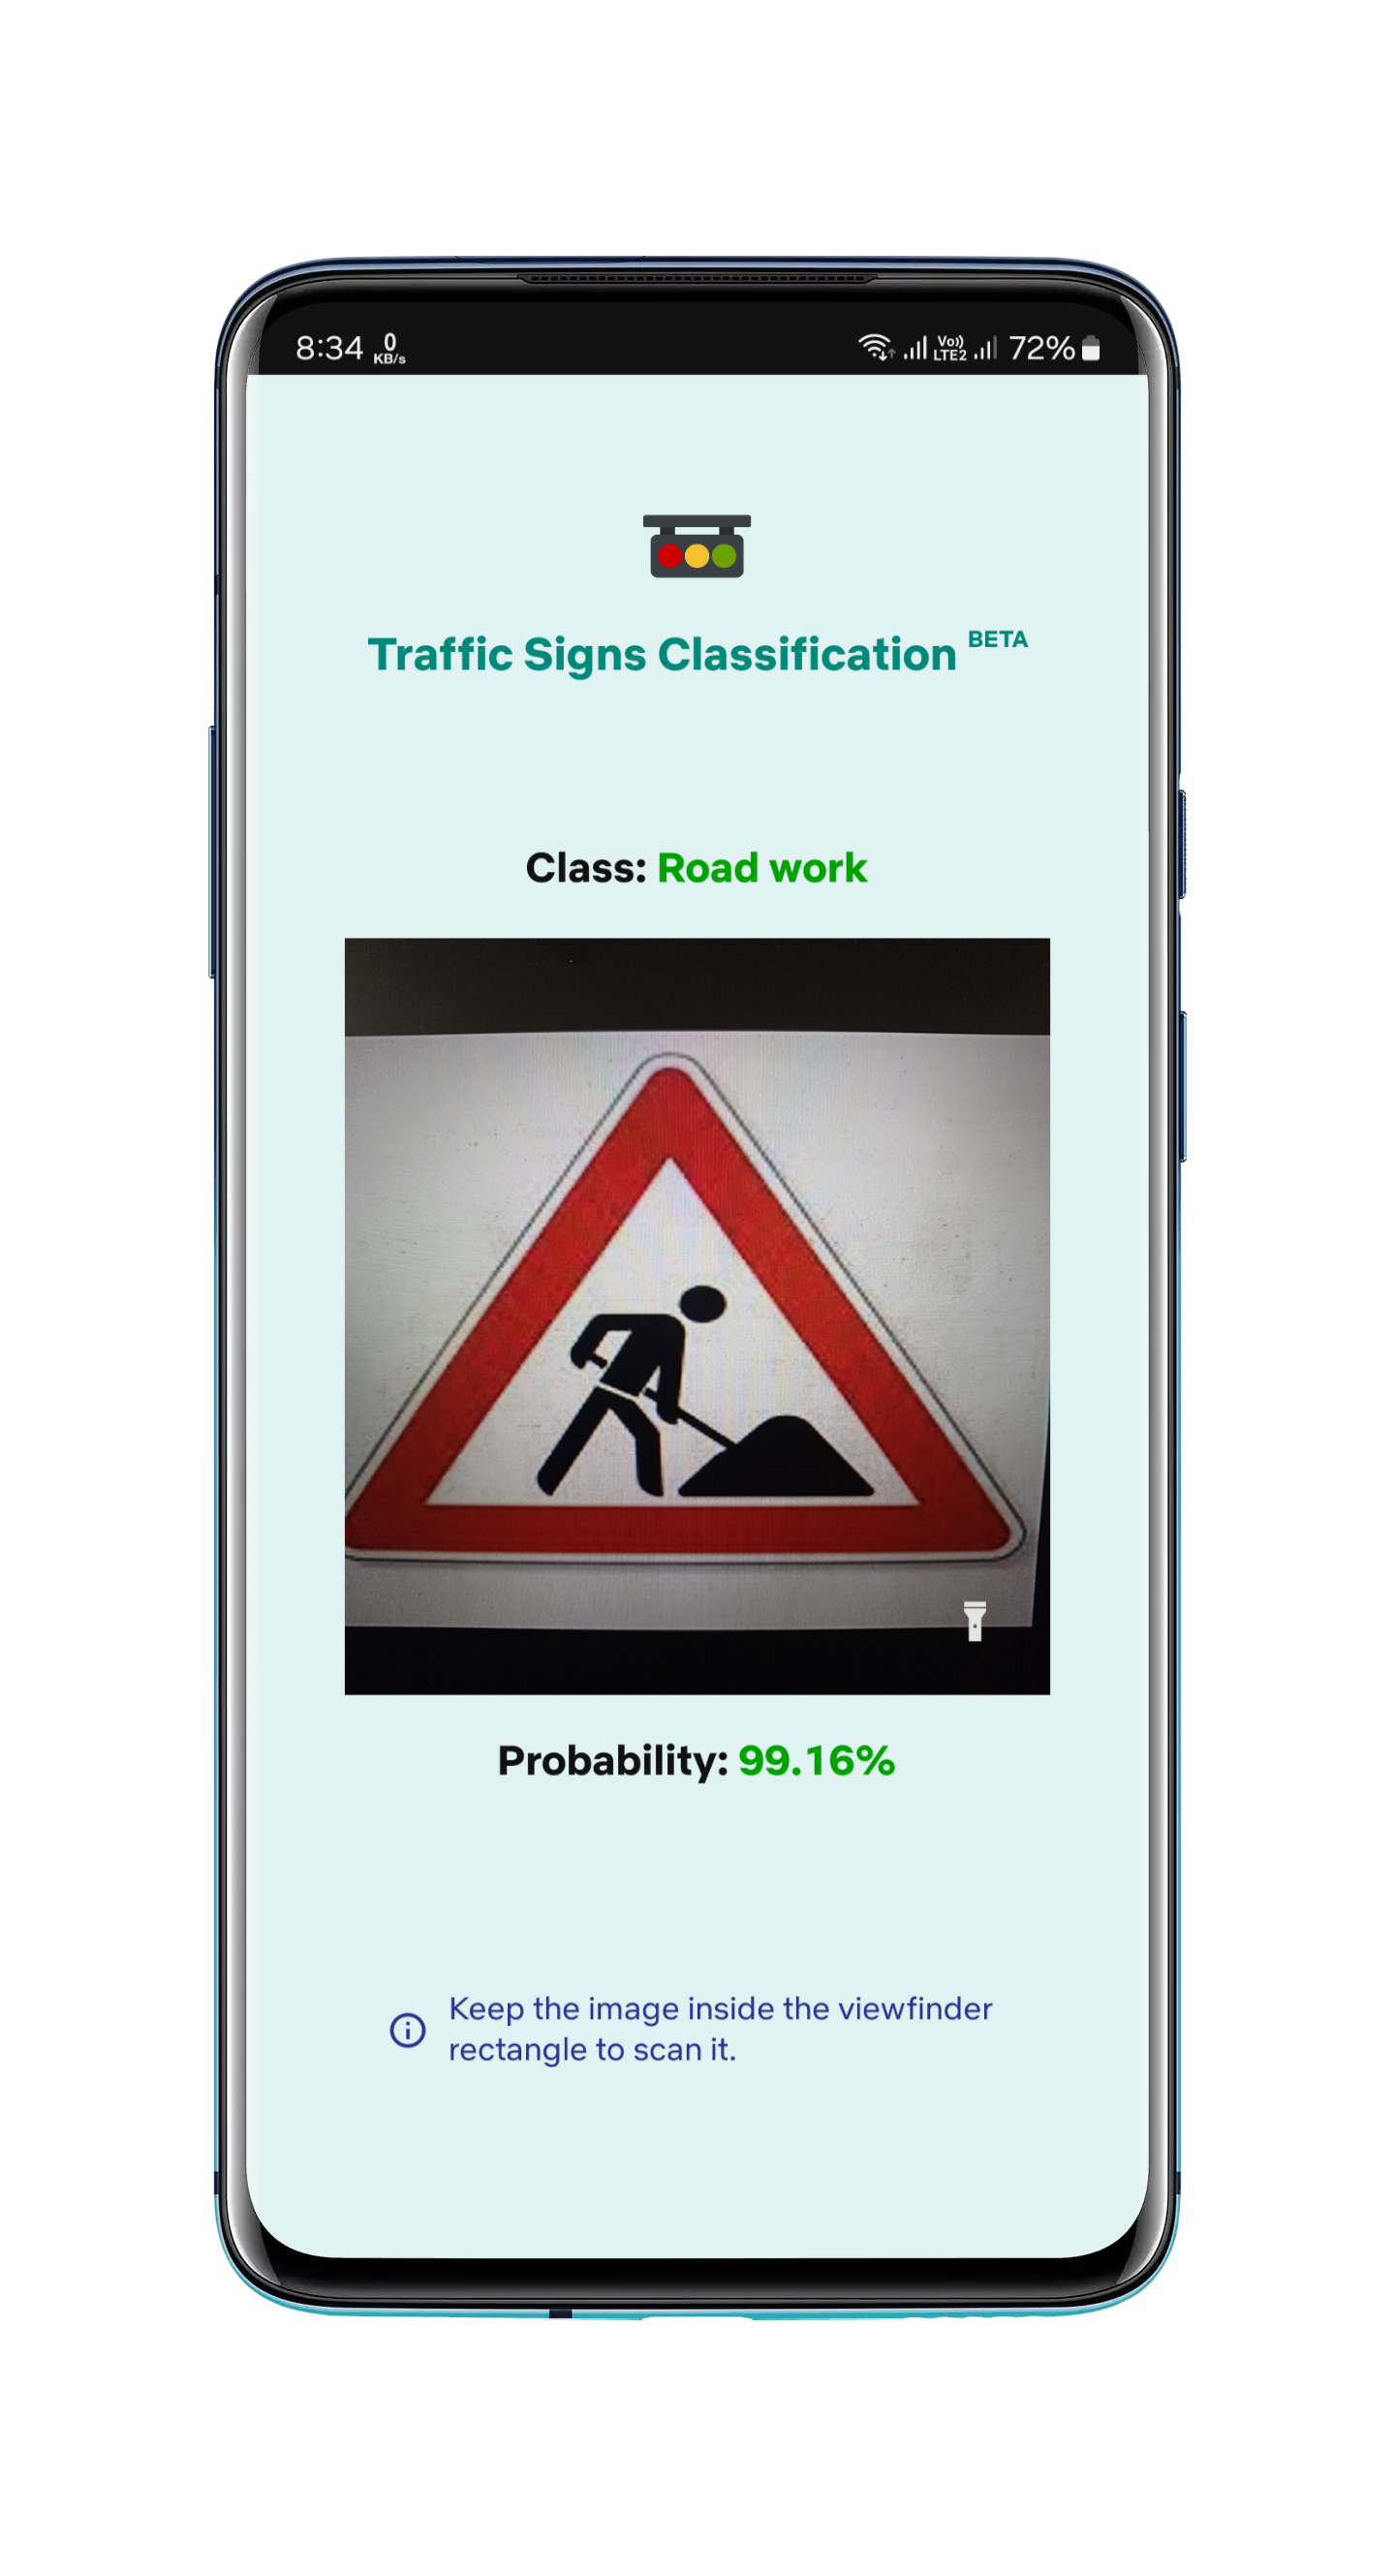 8:34 0 KB/s Vo)) LTE2 72%
Traffic Signs Classification BETA
Class: Road work
Probability: 99.16%
Keep the image inside the viewfinder
rectangle to scan it.